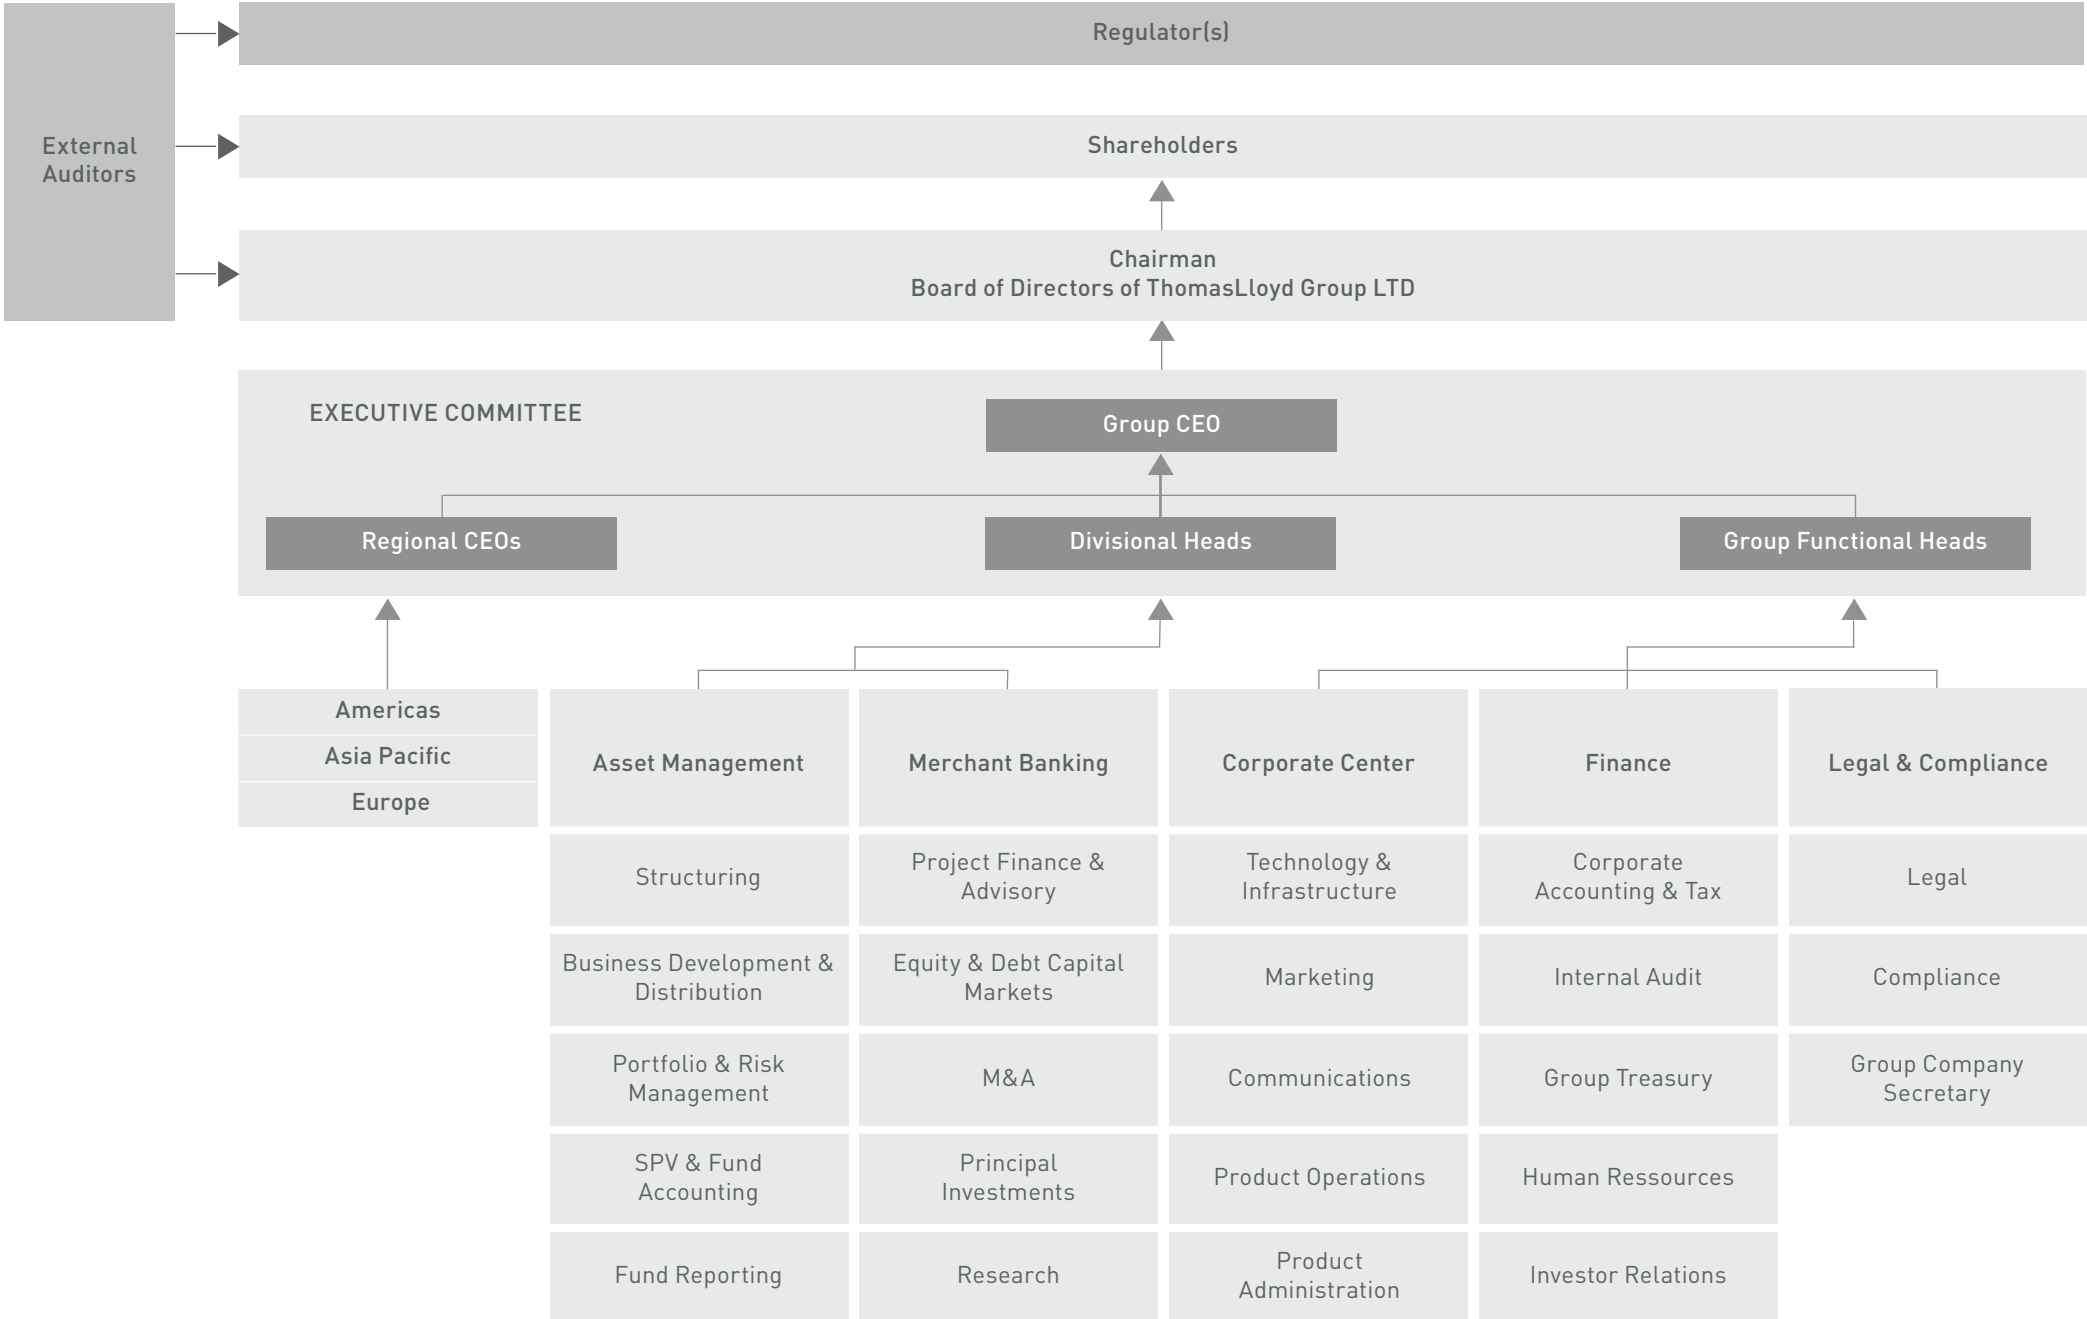 Regulator(s)
External
Auditors
Shareholders
Chairman
Board of Directors of ThomasLloyd Group LTD
EXECUTIVE COMMITTEE
Group CEO
Regional CEOs
Divisional Heads
Group Functional Heads
Americas
Asia Pacific
Europe
Asset Management
Structuring
Business Development &
Distribution
Portfolio & Risk
Management
SPV & Fund
Accounting
Fund Reporting
Merchant Banking
Project Finance &
Advisory
Equity & Debt Capital
Markets
M&A
Principal
Investments
Research
Corporate Center
Technology &
Infrastructure
Marketing
Communications
Product Operations
Product
Administration
Finance
Corporate
Accounting & Tax
Internal Audit
Group Treasury
Human Ressources
Investor Relations
Legal & Compliance
Legal
Compliance
Group Company
Secretary